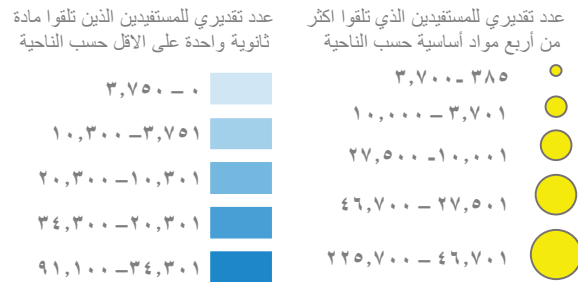 عدد تقديري للمستفيدين الذي تلقوا اكثر
من أربع مواد أساسية حسب الناحية
٣٨٥ -٣,٧٠٠
٣,٧٠١ – ١٠,٠٠٠
١٠,٠٠١ -٢٧,٥٠٠
٢٧,٥٠١ – ٤٦,٧٠٠
٤٦,٧٠١ – ٢٢٥,٧٠٠
عدد تقديري للمستفيدين الذين تلقوا مادة
ثانوية واحدة على الاقل حسب الناحية
٠ – ٣,٧٥٠
٣,٧٥١–١٠,٣٠٠
١٠,٣٠١–٢٠,٣٠٠
٢٠,٣٠١–٣٤,٣٠٠
٣٤,٣٠١–٩١,١٠٠